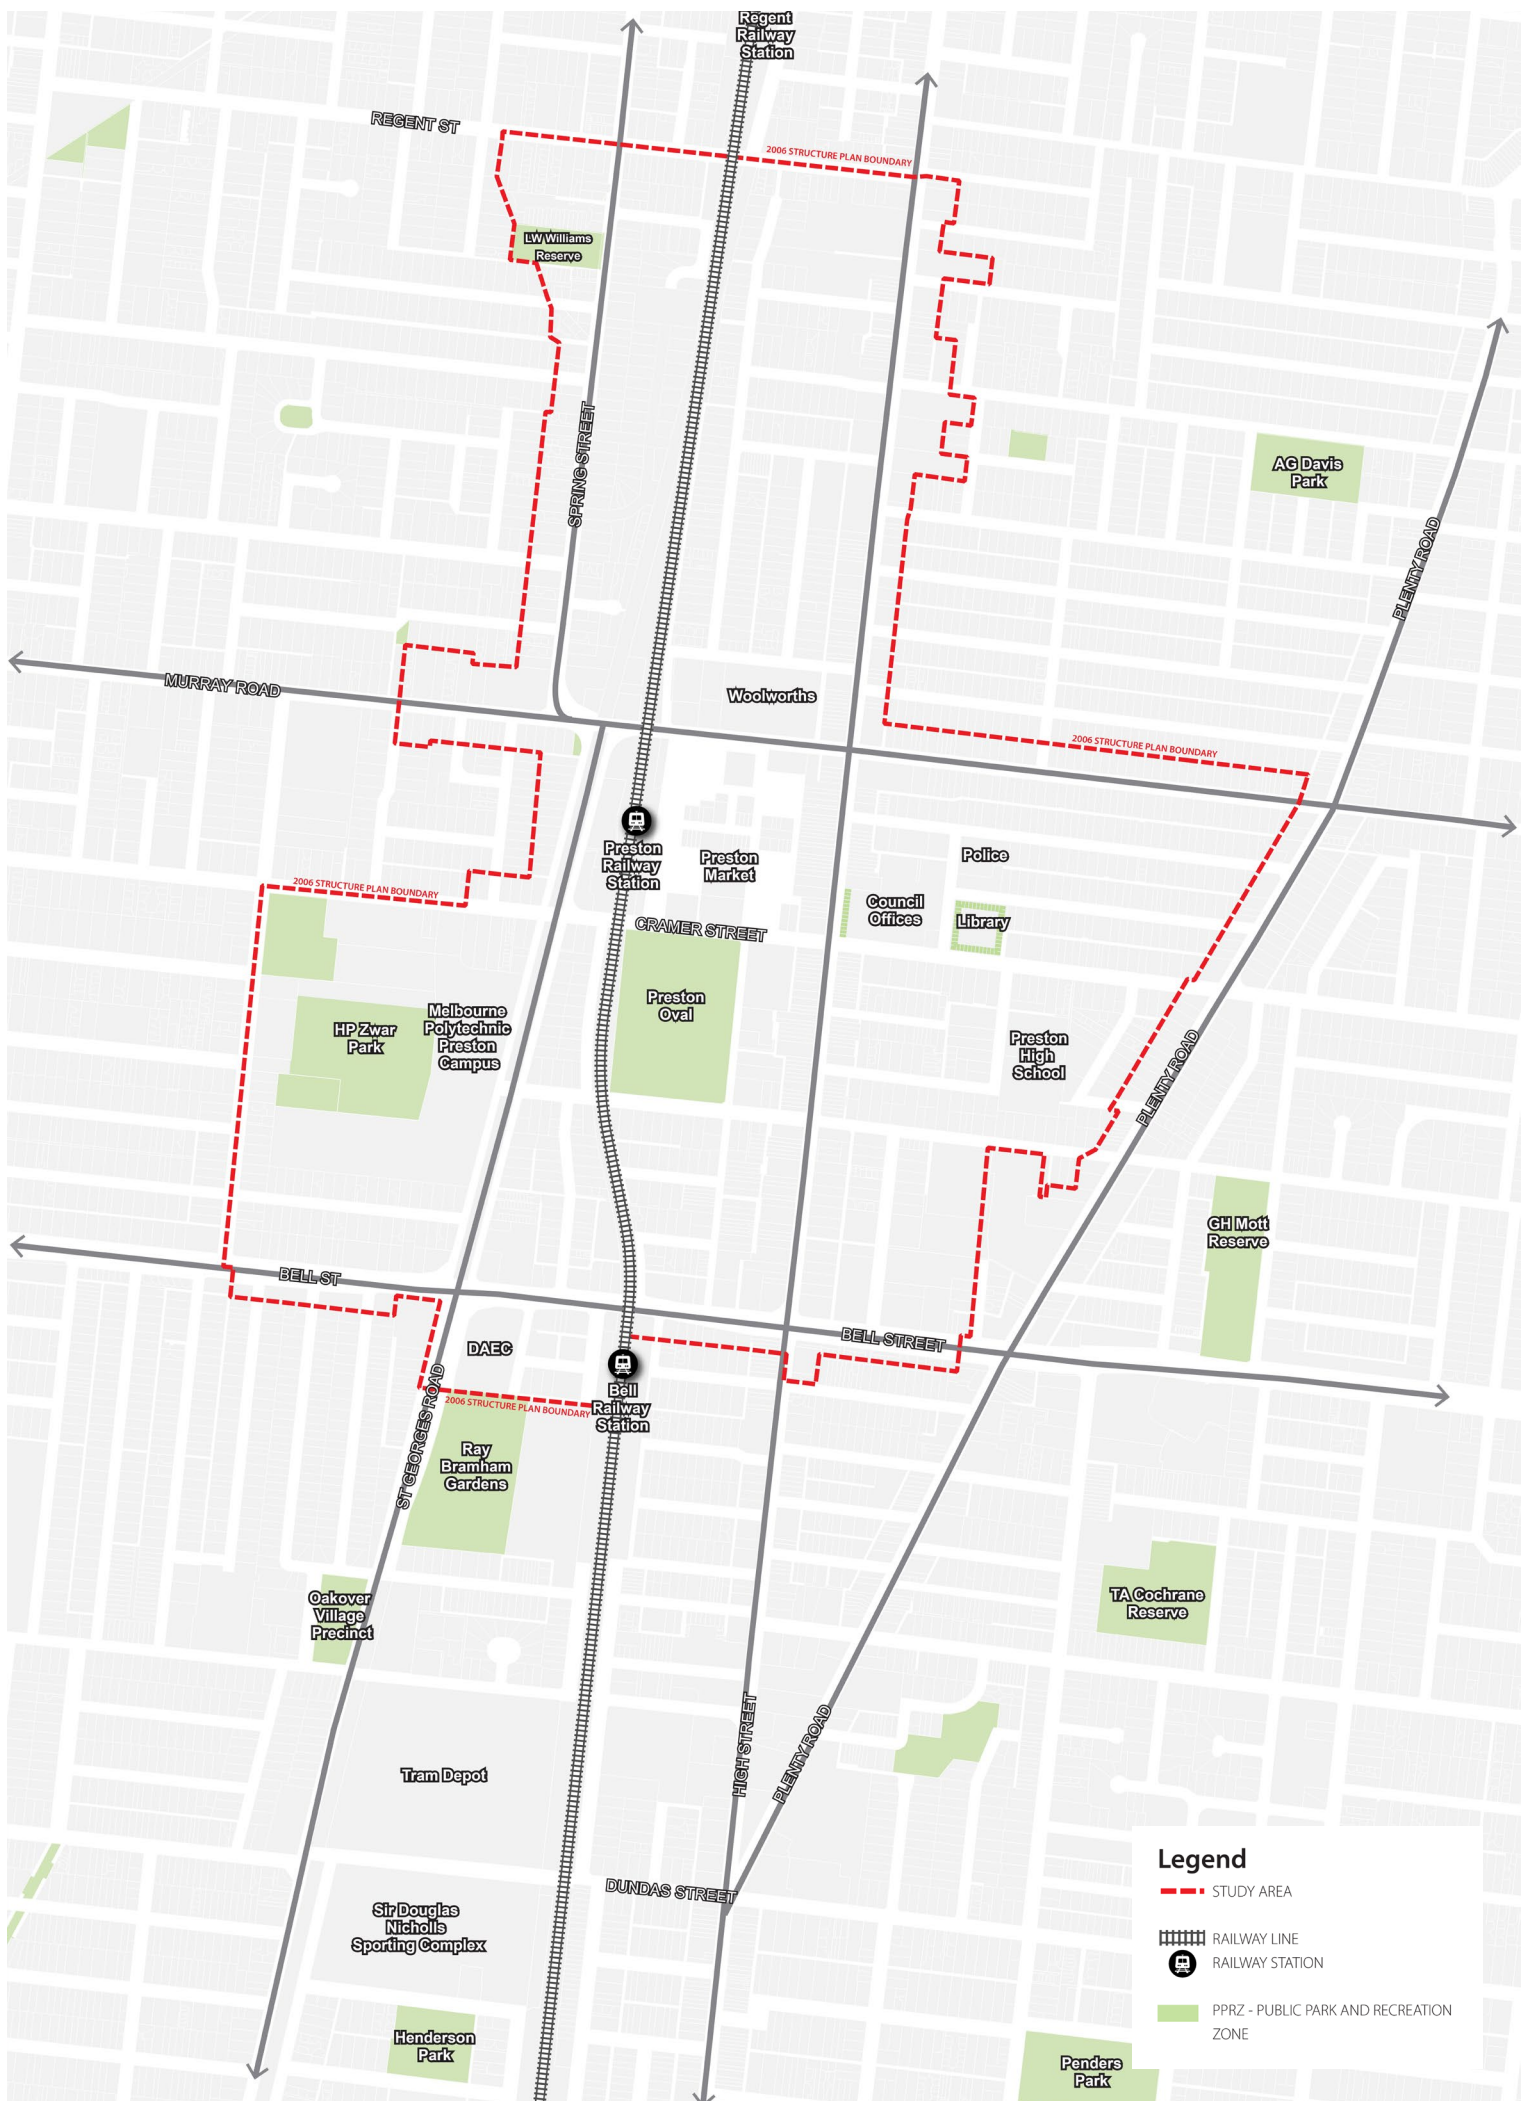 Regent
Railway
Station
REGENT ST
2006 STRUCTURE PLAN BOUNDARY
LW Williams
Reserve
SPRING STREET
AG Davis
Park
PLENTY ROAD
MURRAY ROAD
Woolworths
2006 STRUCTURE PLAN BOUNDARY
Preston
Railway
Station
Preston
Market
Police
2006 STRUCTURE PLAN BOUNDARY
Council
Offices
Library
CRAMER STREET
Preston
Oval
Melbourne
Polytechnic
Preston
Campus
HP Zwar
Park
Preston
High
School
PLENTY ROAD
GH Mott
Reserve
BELL ST
BELL STREET
DAEC
Bell
Railway
Station
2006 STRUCTURE PLAN BOUNDARY
ST GEORGES ROAD
Ray
Bramham
Gardens
Oakover
Village
Precinct
TA Cochrane
Reserve
HIGH STREET
PLENTY ROAD
Tram Depot
DUNDAS STREET
Sir Douglas
Nicholls
Sporting Complex
Henderson
Park
Penders
Park
Legend
STUDY AREA
RAILWAY LINE
RAILWAY STATION
PPRZ - PUBLIC PARK AND RECREATION
ZONE